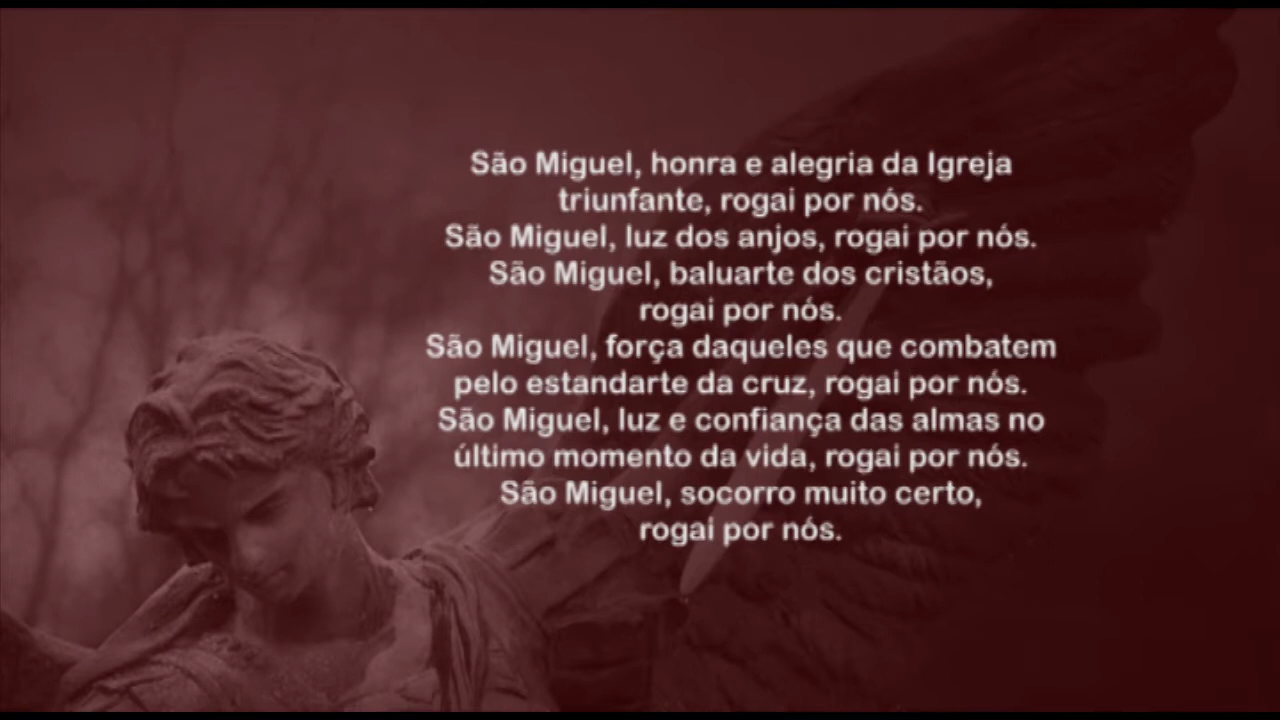 São Miguel, honra e alegria da Igreja
triunfante, rogai por nós.
São Miguel, luz dos anjos, rogai por nós.
São Miguel, baluarte dos cristãos,
rogai por nós.
São Miguel, força daqueles que combatem
pelo estandarte da cruz, rogai por nós.
São Miguel, luz e confiança das almas no
último momento da vida, rogai por nós.
São Miguel, socorro muito certo,
rogai por nós.